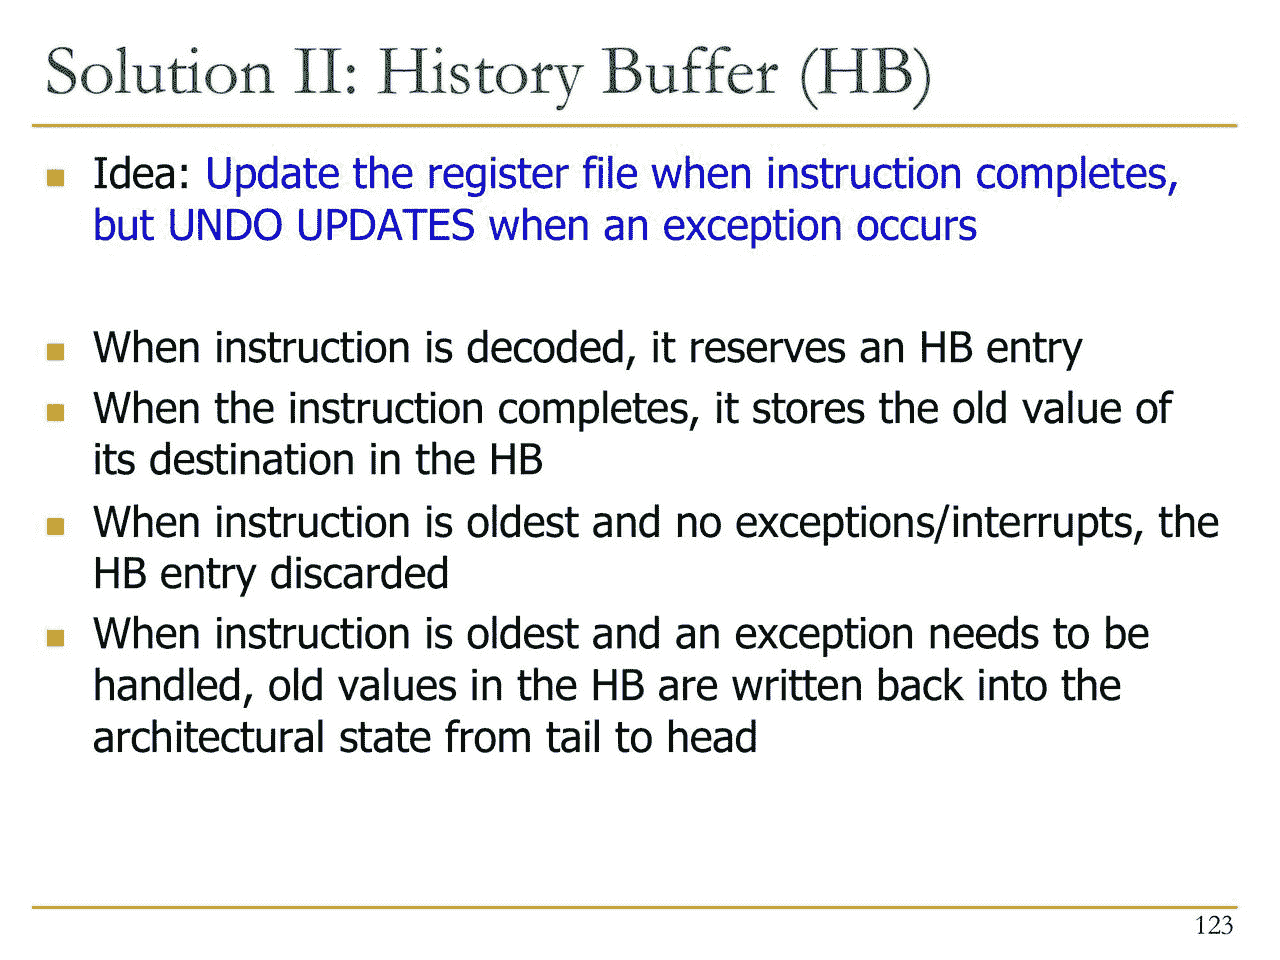 Solution II: History Buffer (HB)
Idea: Update the register file when instruction completes,
but UNDO UPDATES when an exception occurs
When instruction is decoded, it reserves an HB entry
When the instruction completes, it stores the old value of
its destination in the HB
When instruction is oldest and no exceptions/interrupts, the
HB entry discarded
When instruction is oldest and an exception needs to be
handled, old values in the HB are written back into the
architectural state from tail to head
123